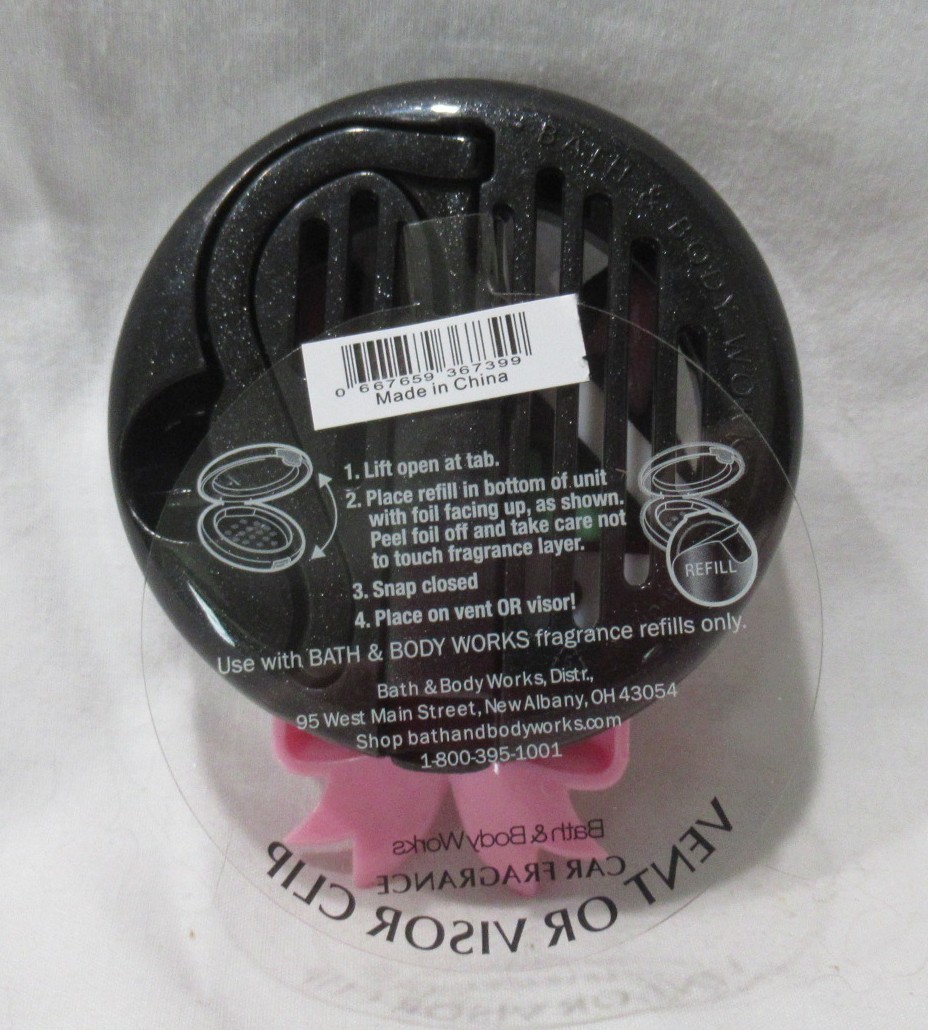 BATH & BODY WORKS
0 667659 367399
Made in China
1. Lift open at tab.
2. Place refill in bottom of unit
with foil facing up, as shown.
Peel foil off and take care not
to touch fragrance layer.
REFILL
3. Snap closed
4. Place on vent OR visor!
Use with BATH & BODY WORKS fragrance refills only.
Bath & Body Works, Distr.,
95 West Main Street, New Albany, OH 43054
Shop bathandbodyworks.com
1-800-395-1001
Bath & Body Works
CAR FRAGRANCE
VENT OR VISOR CLIP